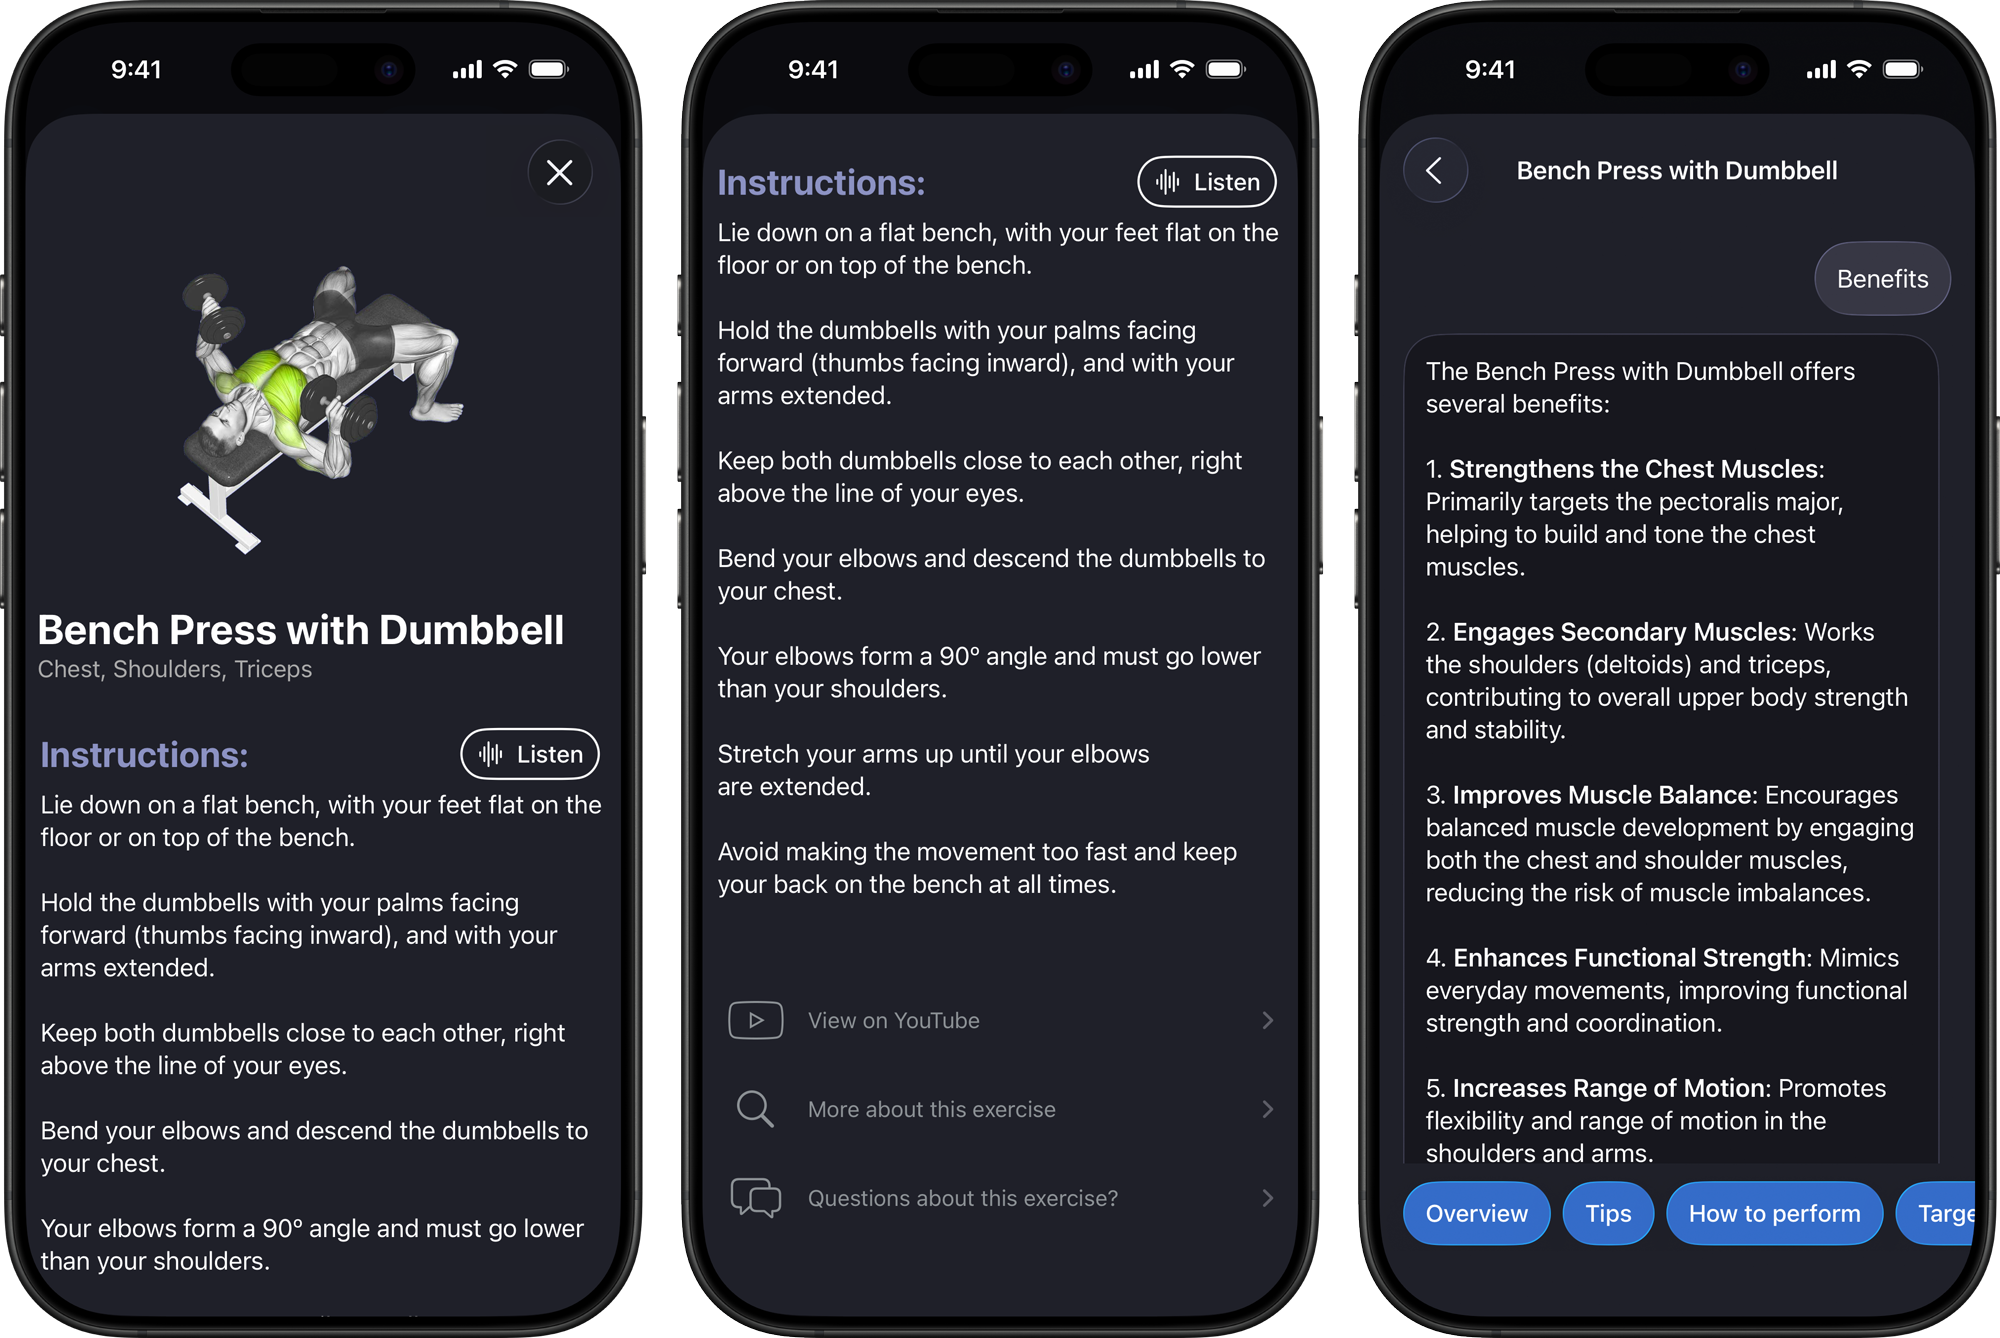 9:41
Bench Press with Dumbbell
Chest, Shoulders, Triceps
Instructions:
Listen
Lie down on a flat bench, with your feet flat on the
floor or on top of the bench.
Hold the dumbbells with your palms facing
forward (thumbs facing inward), and with your
arms extended.
Keep both dumbbells close to each other, right
above the line of your eyes.
Bend your elbows and descend the dumbbells to
your chest.
Your elbows form a 90º angle and must go lower
than your shoulders.
9:41
Instructions:
Listen
Lie down on a flat bench, with your feet flat on the
floor or on top of the bench.
Hold the dumbbells with your palms facing
forward (thumbs facing inward), and with your
arms extended.
Keep both dumbbells close to each other, right
above the line of your eyes.
Bend your elbows and descend the dumbbells to
your chest.
Your elbows form a 90º angle and must go lower
than your shoulders.
Stretch your arms up until your elbows
are extended.
Avoid making the movement too fast and keep
your back on the bench at all times.
View on YouTube
More about this exercise
Questions about this exercise?
9:41
Bench Press with Dumbbell
Benefits
The Bench Press with Dumbbell offers
several benefits:
1. Strengthens the Chest Muscles:
Primarily targets the pectoralis major,
helping to build and tone the chest
muscles.
2. Engages Secondary Muscles: Works
the shoulders (deltoids) and triceps,
contributing to overall upper body strength
and stability.
3. Improves Muscle Balance: Encourages
balanced muscle development by engaging
both the chest and shoulder muscles,
reducing the risk of muscle imbalances.
4. Enhances Functional Strength: Mimics
everyday movements, improving functional
strength and coordination.
5. Increases Range of Motion: Promotes
flexibility and range of motion in the
shoulders and arms.
Overview
Tips
How to perform
Targe